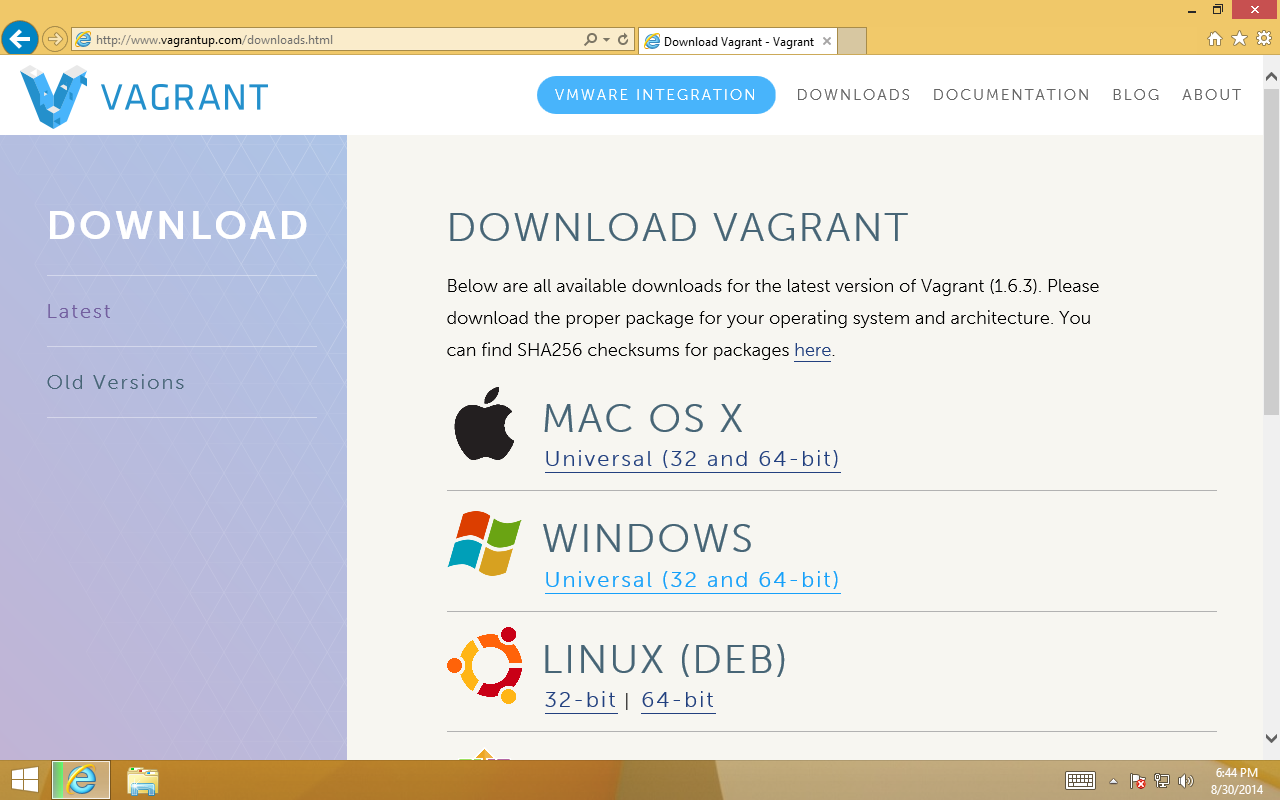 http://www.vagrantup.com/downloads.html
Download Vagrant - Vagrant
VAGRANT
VMWARE INTEGRATION
DOWNLOADS
DOCUMENTATION
BLOG
ABOUT
DOWNLOAD
Latest
Old Versions
DOWNLOAD VAGRANT
Below are all available downloads for the latest version of Vagrant (1.6.3). Please
download the proper package for your operating system and architecture. You
can find SHA256 checksums for packages here.
MAC OS X
Universal (32 and 64-bit)
WINDOWS
Universal (32 and 64-bit)
LINUX (DEB)
32-bit | 64-bit
6:44 PM
8/30/2014